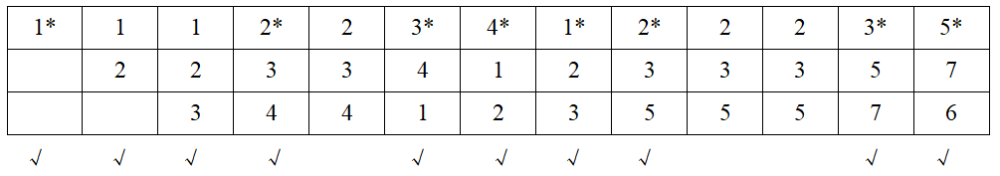 1* 1 1 2* 2 3* 4* 1* 2* 2 2 3* 5*
2 2 3 3 4 1 2 3 3 3 5 7
3 4 4 1 2 3 5 5 5 7 6
√ √ √ √ √ √ √ √ √ √